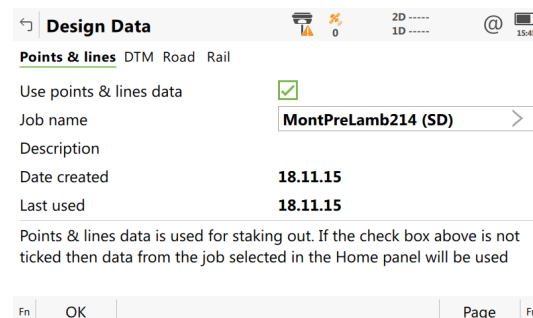 Design Data
0
2D -----
1D -----
@
Points & lines DTM Road Rail
Use points & lines data
Job name MontPreLamb214 (SD)
Description
Date created 18.11.15
Last used 18.11.15
Points & lines data is used for staking out. If the check box above is not
ticked then data from the job selected in the Home panel will be used
Fn OK Page